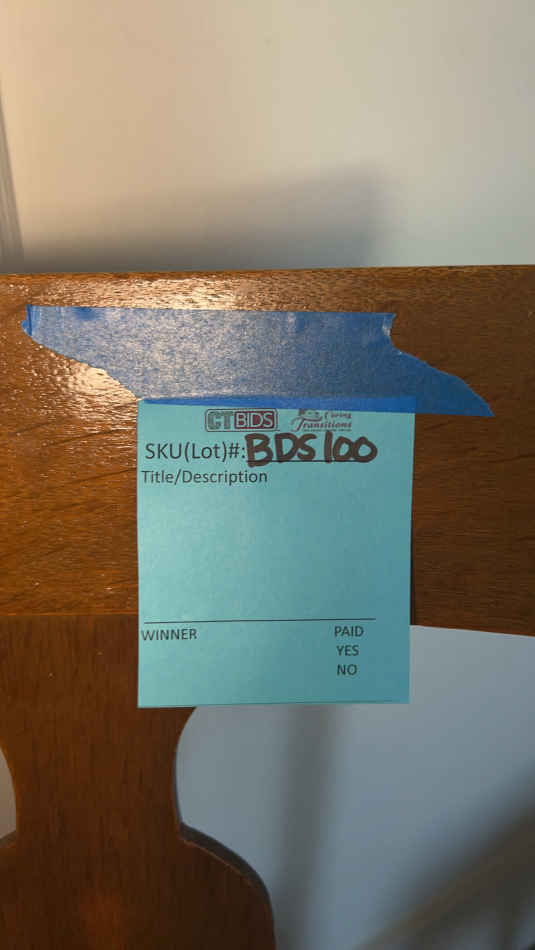 CTBIDS Caring
Transitions
SKU(Lot)#: BDS100
Title/Description
WINNER PAID
YES
NO